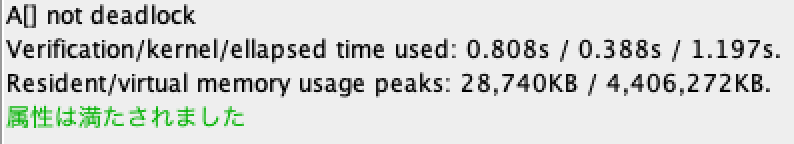 A[] not deadlock
Verification/kernel/ellapsed time used: 0.808s / 0.388s / 1.197s.
Resident/virtual memory usage peaks: 28,740KB / 4,406,272KB.
属性は満たされました